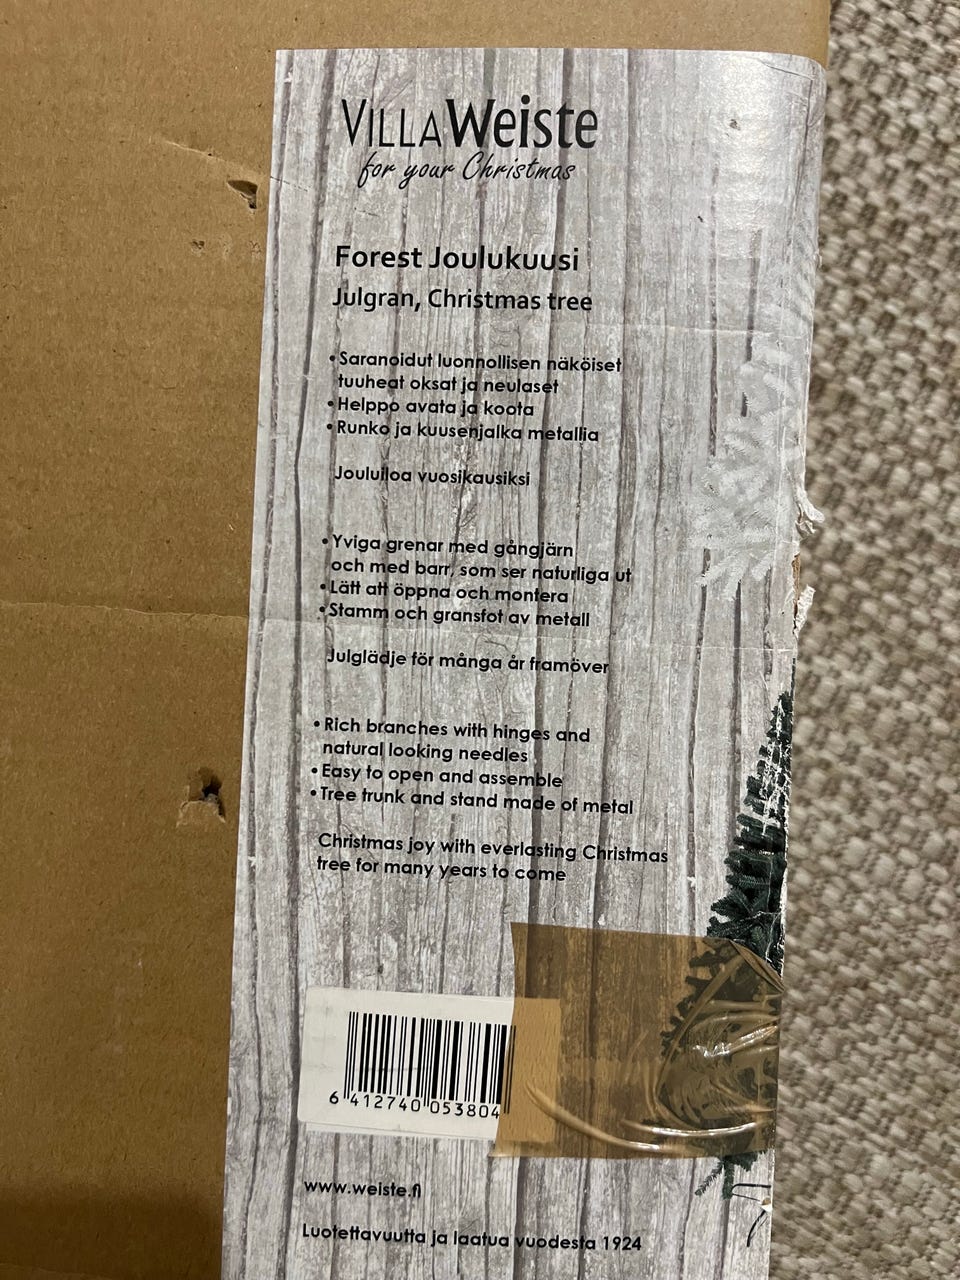 VILLAWeiste
for your Christmas
Forest Joulukuusi
Julgran, Christmas tree
• Saranoidut luonnollisen näköiset
tuuheat oksat ja neulaset
• Helppo avata ja koota
• Runko ja kuusenjalka metallia
Jouluiloa vuosikausiksi
• Yviga grenar med gångjärn
och med barr, som ser naturliga ut
• Lätt att öppna och montera
• Stamm och gransfot av metall
Julglädje för många år framöver
• Rich branches with hinges and
natural looking needles
• Easy to open and assemble
• Tree trunk and stand made of metal
Christmas joy with everlasting Christmas
tree for many years to come
6 412740 053804
www.weiste.fi
Luotettavuutta ja laatua vuodesta 1924